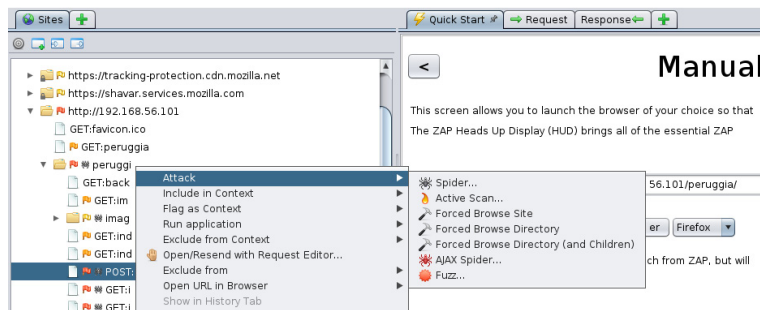 Sites
Quick Start
Request
Response
Manual
https://tracking-protection.cdn.mozilla.net
https://shavar.services.mozilla.com
http://192.168.56.101
GET:favicon.ico
GET:peruggia
peruggi
GET:back
GET:im
imag
GET:ind
GET:ind
POST:
GET:i
GET:i
Attack
Include in Context
Flag as Context
Run application
Exclude from Context
Open/Resend with Request Editor...
Exclude from
Open URL in Browser
Show in History Tab
Spider...
Active Scan...
Forced Browse Site
Forced Browse Directory
Forced Browse Directory (and Children)
AJAX Spider...
Fuzz...
<
This screen allows you to launch the browser of your choice so that
The ZAP Heads Up Display (HUD) brings all of the essential ZAP
56.101/peruggia/
er
Firefox
ch from ZAP, but will